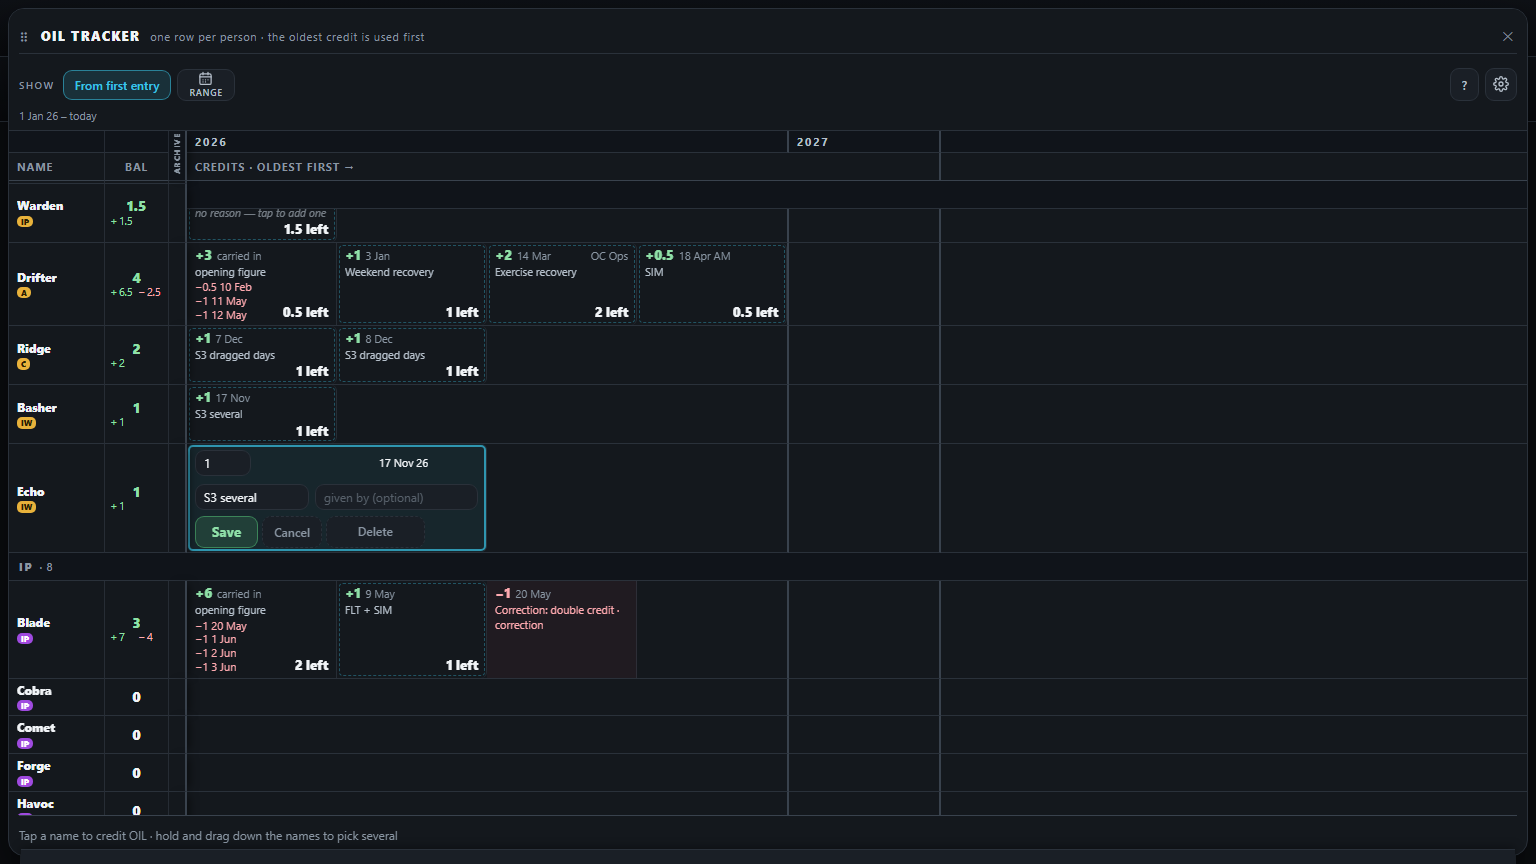 OIL TRACKER one row per person · the oldest credit is used first
SHOW From first entry RANGE ?
1 Jan 26 – today
ARCHIVE
2026 2027
NAME BAL CREDITS · OLDEST FIRST →
Warden 1.5
IP +1.5
no reason — tap to add one
1.5 left
Drifter 4
A +6.5 −2.5
+3 carried in
opening figure
−0.5 10 Feb
−1 11 May
−1 12 May
0.5 left
+1 3 Jan
Weekend recovery
1 left
+2 14 Mar OC Ops
Exercise recovery
2 left
+0.5 18 Apr AM
SIM
0.5 left
Ridge 2
C +2
+1 7 Dec
S3 dragged days
1 left
+1 8 Dec
S3 dragged days
1 left
Basher 1
IW +1
+1 17 Nov
S3 several
1 left
Echo 1
IW +1
1 17 Nov 26
S3 several given by (optional)
Save Cancel Delete
IP · 8
Blade 3
IP +7 −4
+6 carried in
opening figure
−1 20 May
−1 1 Jun
−1 2 Jun
−1 3 Jun
2 left
+1 9 May
FLT + SIM
1 left
−1 20 May
Correction: double credit ·
correction
Cobra 0
IP
Comet 0
IP
Forge 0
IP
Havoc 0
Tap a name to credit OIL · hold and drag down the names to pick several